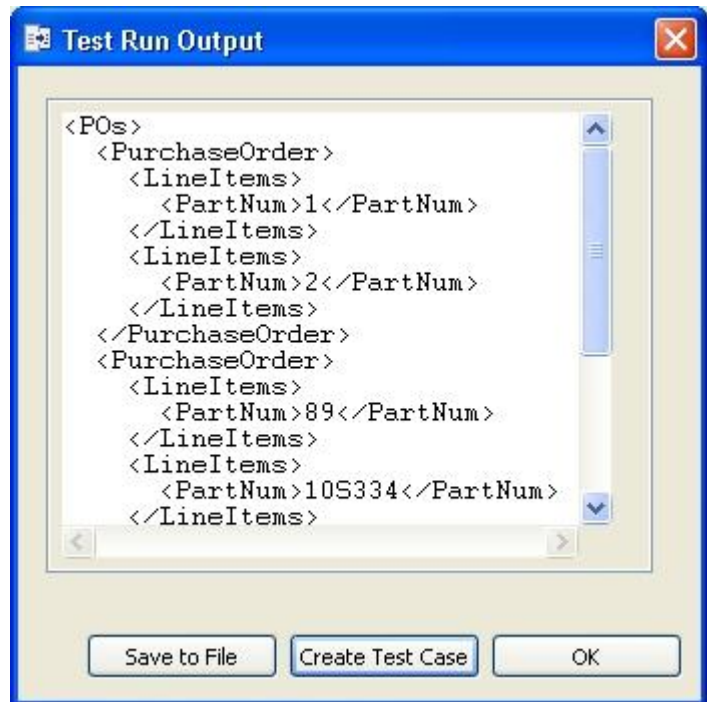 Test Run Output
<POs>
  <PurchaseOrder>
    <LineItems>
      <PartNum>1</PartNum>
    </LineItems>
    <LineItems>
      <PartNum>2</PartNum>
    </LineItems>
  </PurchaseOrder>
  <PurchaseOrder>
    <LineItems>
      <PartNum>89</PartNum>
    </LineItems>
    <LineItems>
      <PartNum>10S334</PartNum>
    </LineItems>
Save to File
Create Test Case
OK